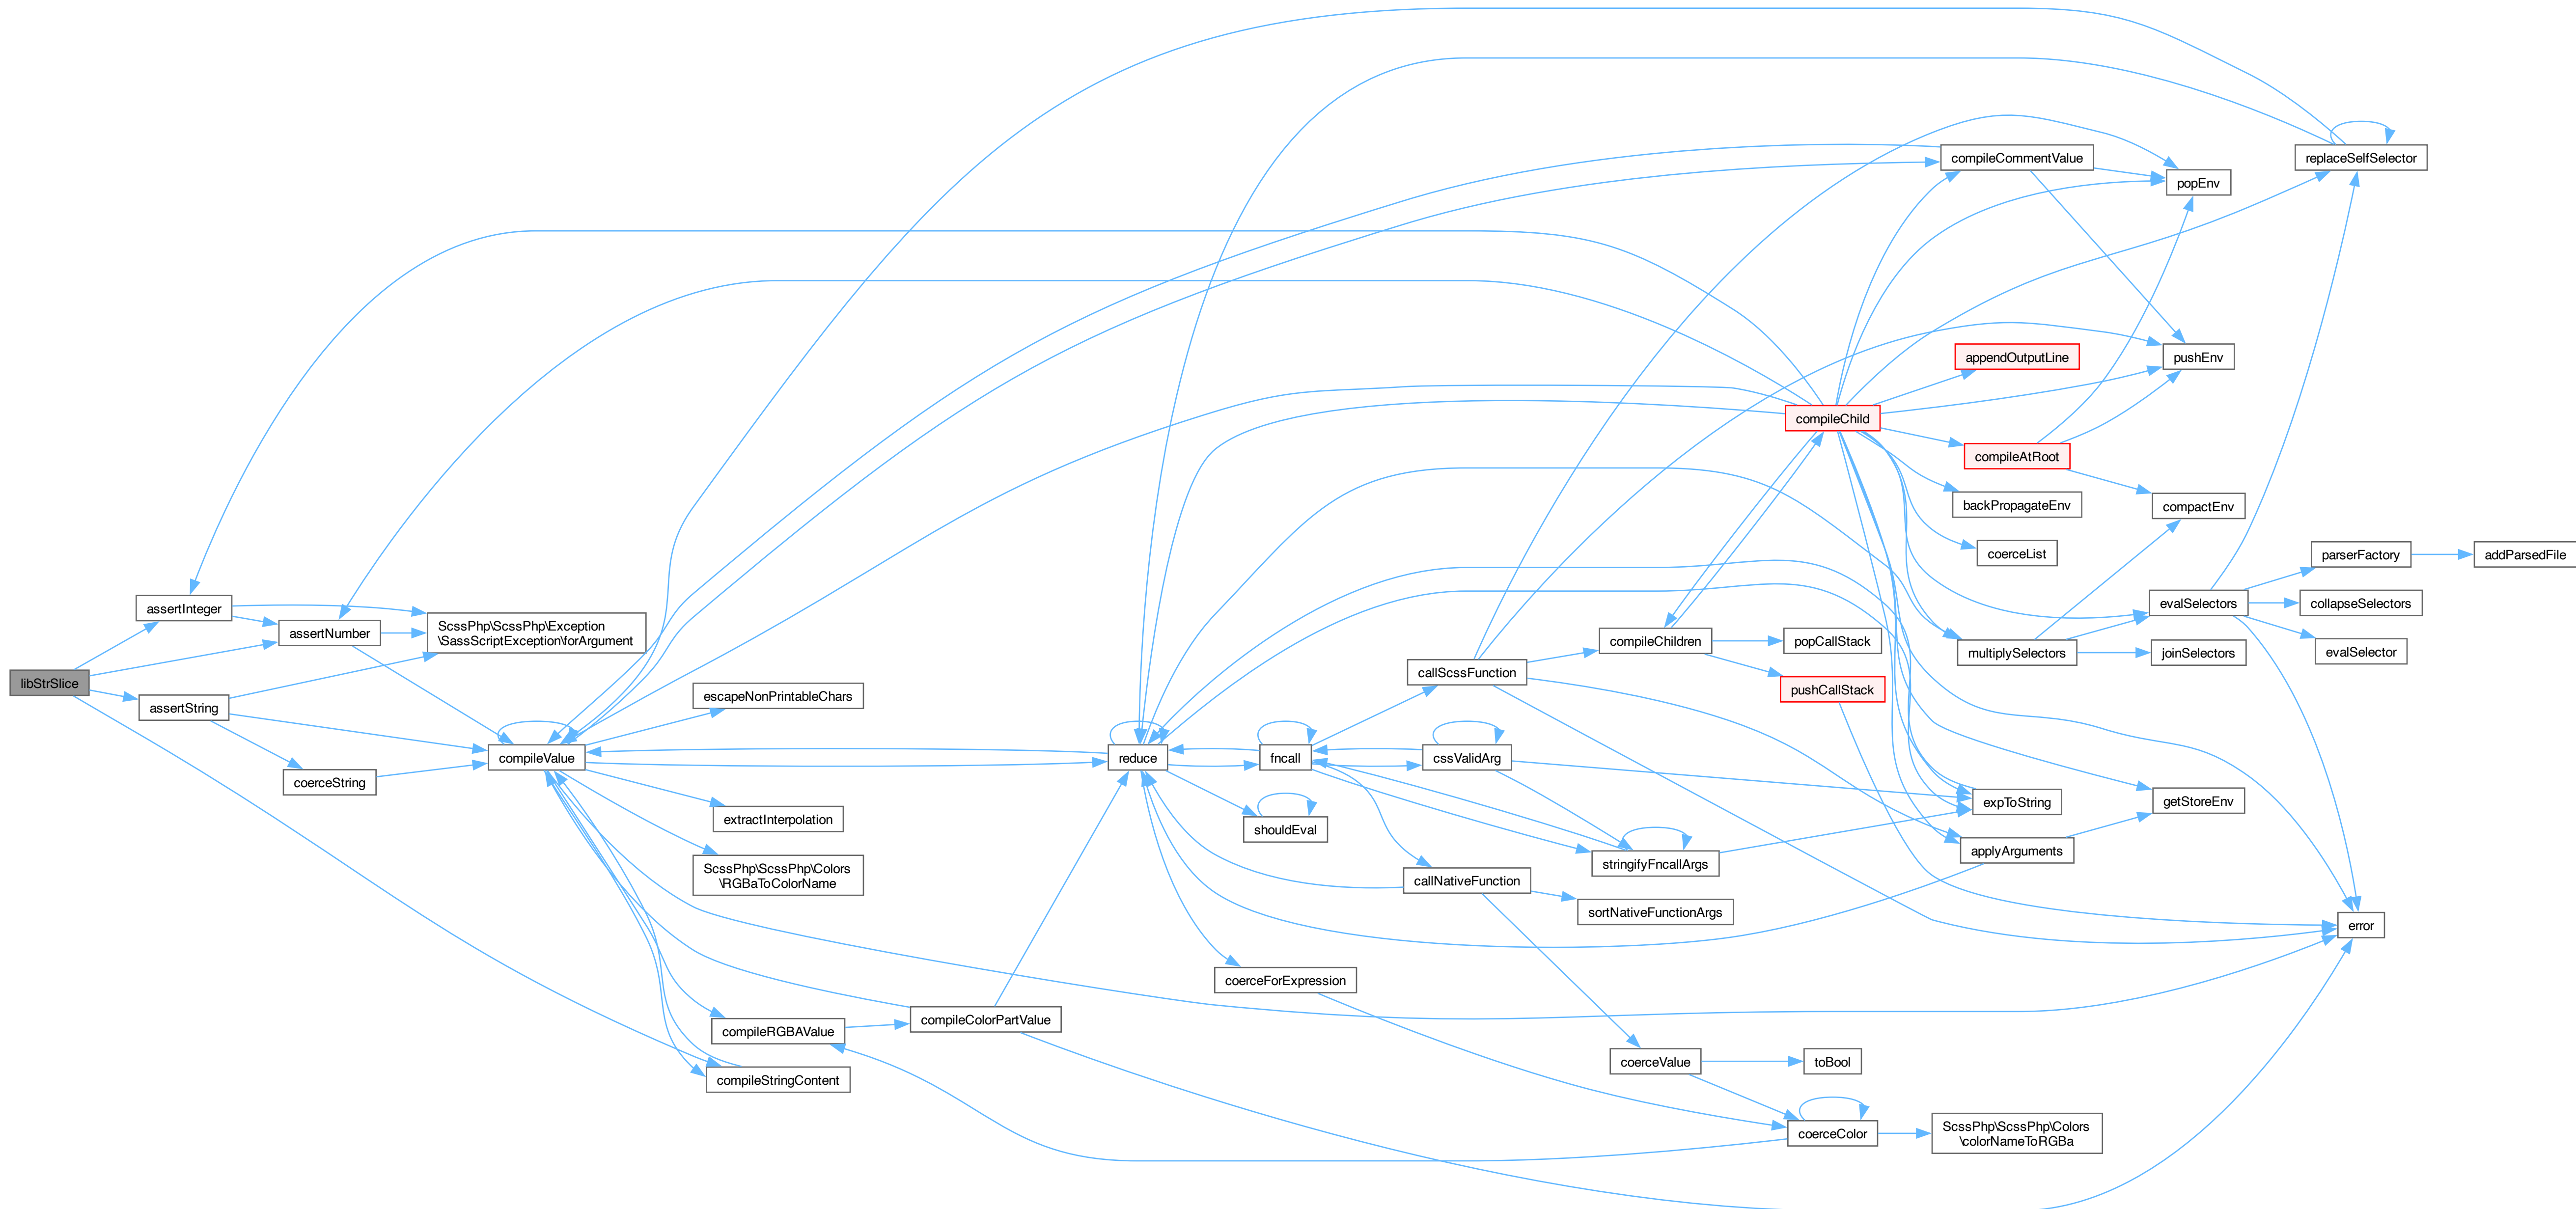 compileCommentValue
replaceSelfSelector
popEnv
appendOutputLine
pushEnv
compileChild
compileAtRoot
backPropagateEnv
compactEnv
coerceList
parserFactory
addParsedFile
assertInteger
evalSelectors
collapseSelectors
ScssPhp\ScssPhp\Exception
\SassScriptException\forArgument
assertNumber
compileChildren
popCallStack
multiplySelectors
joinSelectors
evalSelector
libStrSlice
callScssFunction
pushCallStack
escapeNonPrintableChars
assertString
compileValue
reduce
fncall
cssValidArg
coerceString
expToString
getStoreEnv
extractInterpolation
shouldEval
stringifyFncallArgs
applyArguments
ScssPhp\ScssPhp\Colors
\RGBaToColorName
callNativeFunction
sortNativeFunctionArgs
error
coerceForExpression
compileRGBAValue
compileColorPartValue
coerceValue
toBool
compileStringContent
coerceColor
ScssPhp\ScssPhp\Colors
\colorNameToRGBa